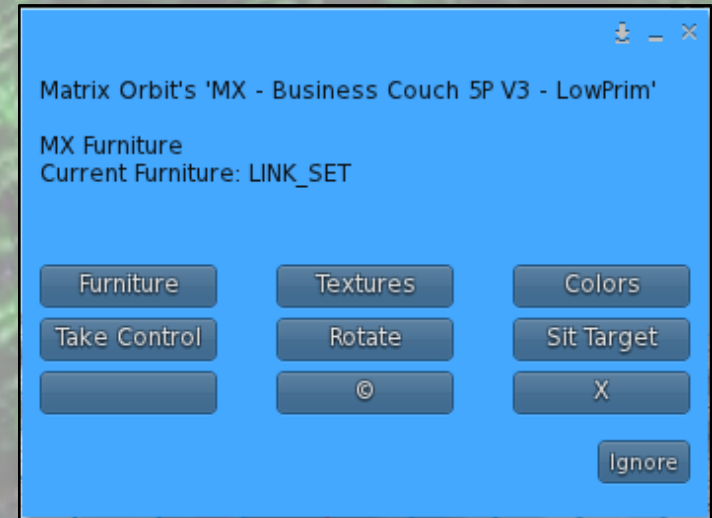 Matrix Orbit's 'MX - Business Couch 5P V3 - LowPrim'
MX Furniture
Current Furniture: LINK_SET
Furniture Textures Colors
Take Control Rotate Sit Target
© X
Ignore